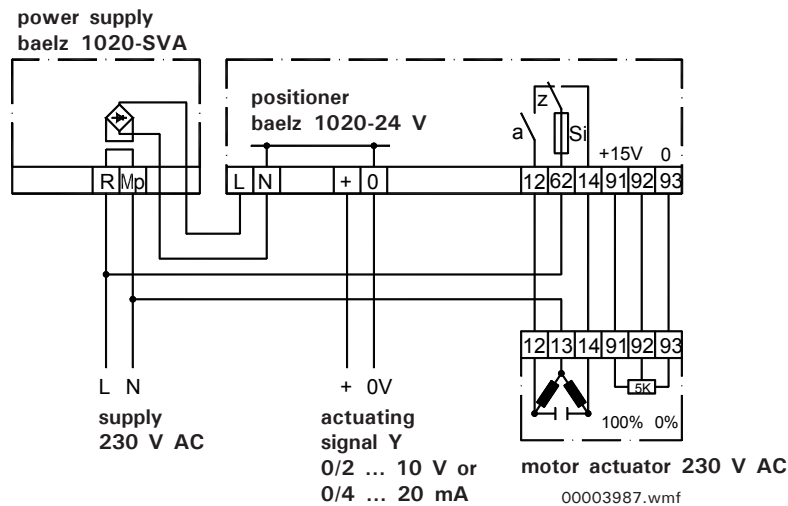 power supply
baelz 1020-SVA
positioner
baelz 1020-24 V
z
a
Si
+15V 0
R Mp
L N + 0
12 62 14 91 92 93
12 13 14 91 92 93
5K
100% 0%
L N
+ 0V
supply
230 V AC
actuating
signal Y
0/2 ... 10 V or
0/4 ... 20 mA
motor actuator 230 V AC
00003987.wmf